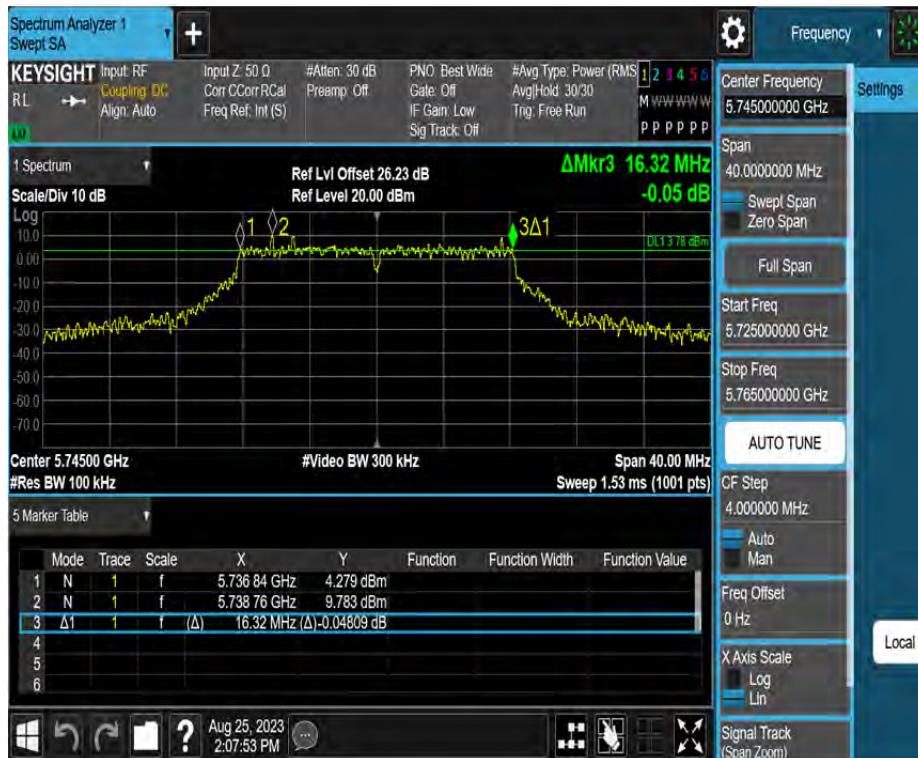 Spectrum Analyzer 1
Swept SA
+
Frequency
KEYSIGHT
RL
Input: RF
Coupling: DC
Align: Auto
Input Z: 50 Ω
Corr CCorr RCal
Freq Ref: Int (S)
#Atten: 30 dB
Preamp: Off
PNO: Best Wide
Gate: Off
IF Gain: Low
Sig Track: Off
#Avg Type: Power (RMS
Avg|Hold: 30/30
Trig: Free Run
1 2 3 4 5 6
M W W W W W
P P P P P P
1 Spectrum
Scale/Div 10 dB
Ref Lvl Offset 26.23 dB
Ref Level 20.00 dBm
ΔMkr3 16.32 MHz
-0.05 dB
Log
10.0
0.00
-10.0
-20.0
-30.0
-40.0
-50.0
-60.0
-70.0
1
2
3Δ1
DL1 3.78 dBm
Center 5.74500 GHz
#Res BW 100 kHz
#Video BW 300 kHz
Span 40.00 MHz
Sweep 1.53 ms (1001 pts)
5 Marker Table
Mode Trace Scale X Y Function Function Width Function Value
1 N 1 f 5.736 84 GHz 4.279 dBm
2 N 1 f 5.738 76 GHz 9.783 dBm
3 Δ1 1 f (Δ) 16.32 MHz (Δ) -0.04809 dB
4
5
6
Aug 25, 2023
2:07:53 PM
Center Frequency
5.745000000 GHz
Span
40.0000000 MHz
Swept Span
Zero Span
Full Span
Start Freq
5.725000000 GHz
Stop Freq
5.765000000 GHz
AUTO TUNE
CF Step
4.000000 MHz
Auto
Man
Freq Offset
0 Hz
X Axis Scale
Log
Lin
Signal Track
(Span Zoom)
Settings
Local